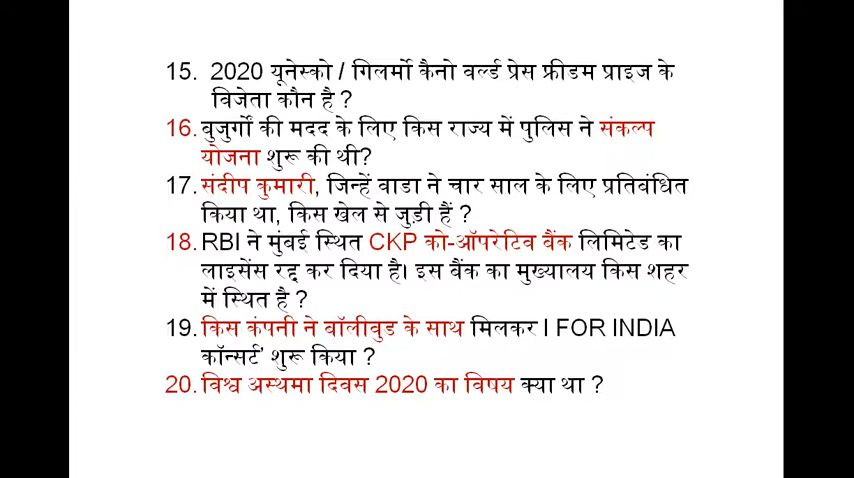 15. 2020 यूनेस्को / गिलर्मो कैनो वर्ल्ड प्रेस फ्रीडम प्राइज के
विजेता कौन है ?
16. बुजुर्गों की मदद के लिए किस राज्य में पुलिस ने संकल्प
योजना शुरू की थी?
17. संदीप कुमारी, जिन्हें वाडा ने चार साल के लिए प्रतिबंधित
किया था, किस खेल से जुड़ी हैं ?
18. RBI ने मुंबई स्थित CKP को-ऑपरेटिव बैंक लिमिटेड का
लाइसेंस रद्द कर दिया है। इस बैंक का मुख्यालय किस शहर
में स्थित है ?
19. किस कंपनी ने बॉलीवुड के साथ मिलकर I FOR INDIA
कॉन्सर्ट' शुरू किया ?
20. विश्व अस्थमा दिवस 2020 का विषय क्या था ?